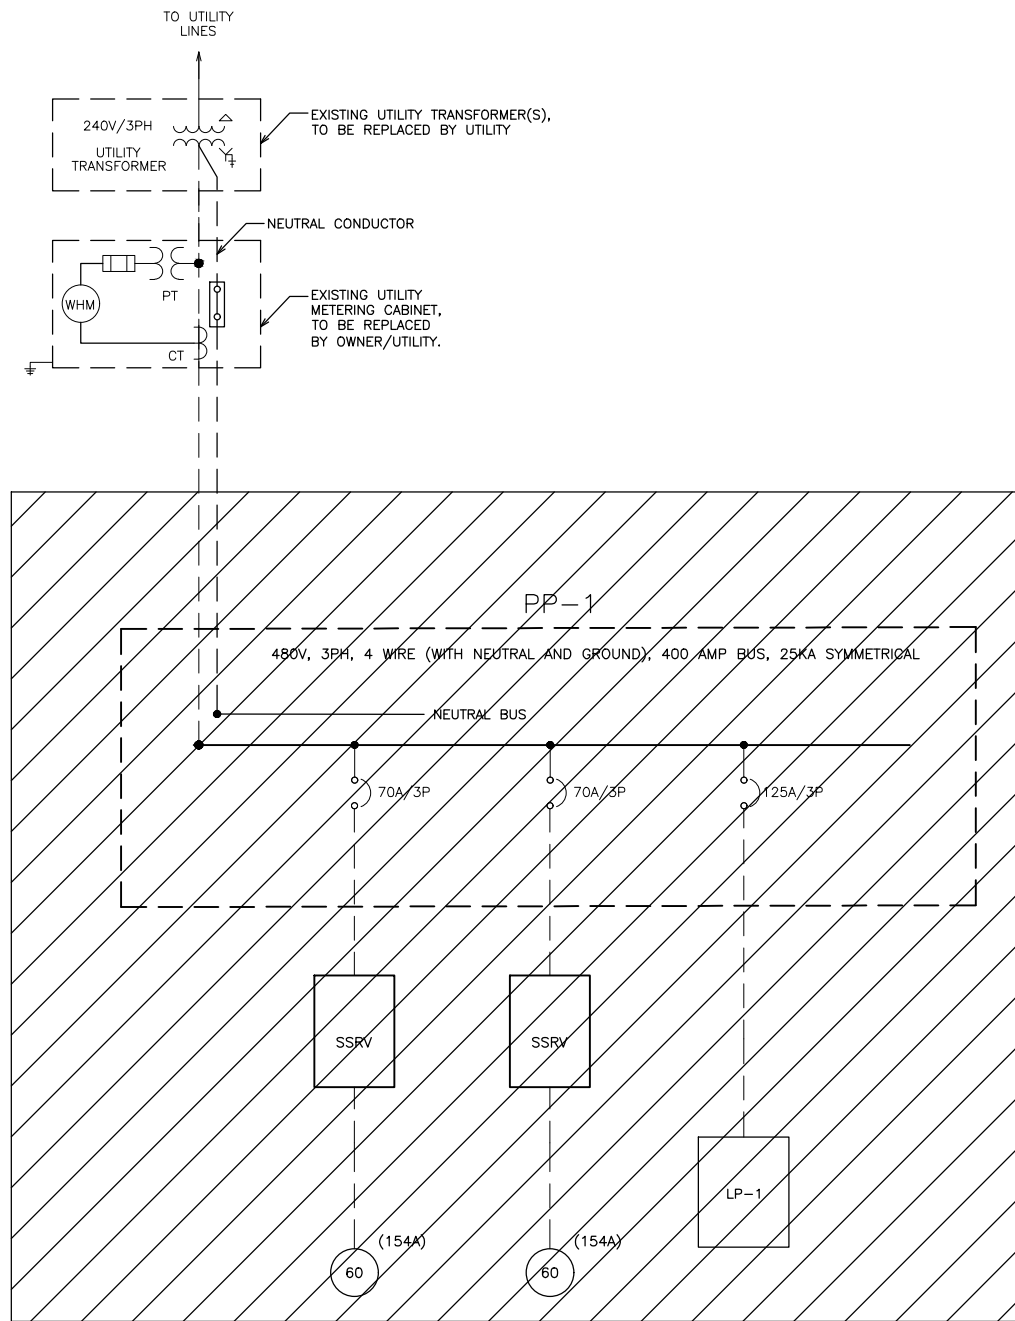 TO UTILITY
LINES
240V/3PH
UTILITY
TRANSFORMER
EXISTING UTILITY TRANSFORMER(S),
TO BE REPLACED BY UTILITY
NEUTRAL CONDUCTOR
PT
WHM
CT
EXISTING UTILITY
METERING CABINET,
TO BE REPLACED
BY OWNER/UTILITY.
PP-1
480V, 3PH, 4 WIRE (WITH NEUTRAL AND GROUND), 400 AMP BUS, 25KA SYMMETRICAL
NEUTRAL BUS
70A/3P
70A/3P
125A/3P
SSRV
SSRV
LP-1
(154A)
(154A)
60
60